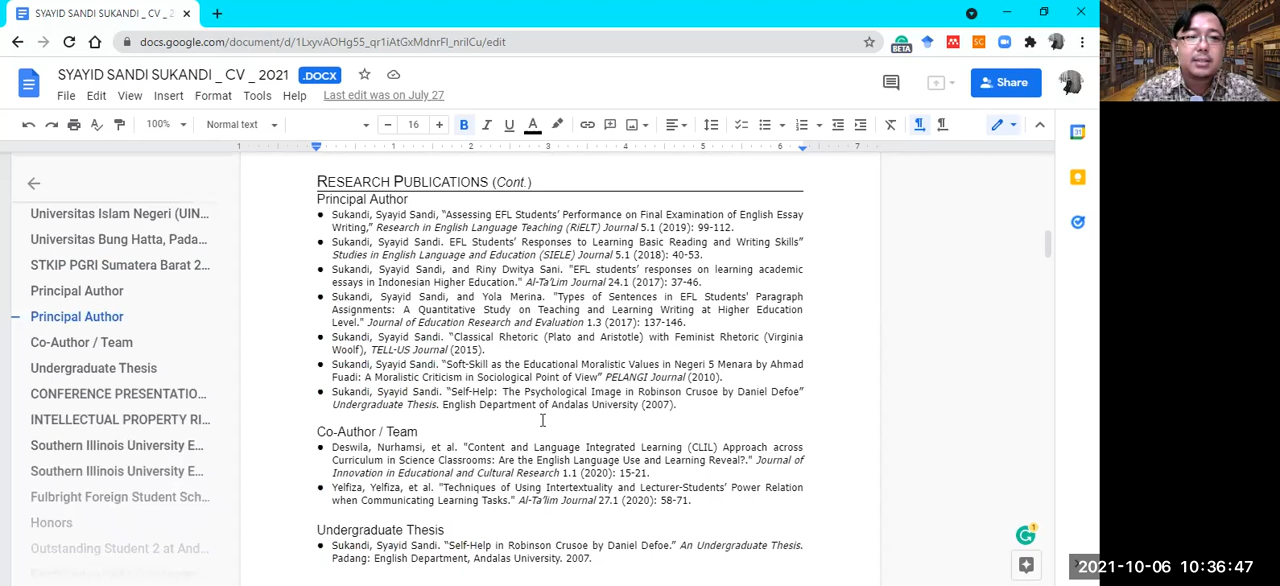 SYAYID SANDI SUKANDI _ CV _ 2
docs.google.com/document/d/1LxyvAOHg55_qr1iAtGxMdnrFl_nrilCu/edit
BETA
SC
SYAYID SANDI SUKANDI _ CV _ 2021 .DOCX
Share
File Edit View Insert Format Tools Help Last edit was on July 27
100% Normal text 16 B I U A
1 1 2 3 4 5 6 7
Universitas Islam Negeri (UIN...
Universitas Bung Hatta, Pada...
STKIP PGRI Sumatera Barat 2...
Principal Author
Principal Author
Co-Author / Team
Undergraduate Thesis
CONFERENCE PRESENTATIO...
INTELLECTUAL PROPERTY RI...
Southern Illinois University E...
Southern Illinois University E...
Fulbright Foreign Student Sch...
Honors
Outstanding Student 2 at And...
RESEARCH PUBLICATIONS (Cont.)
Principal Author
● Sukandi, Syayid Sandi, “Assessing EFL Students’ Performance on Final Examination of English Essay
Writing,” Research in English Language Teaching (RiELT) Journal 5.1 (2019): 99-112.
● Sukandi, Syayid Sandi. EFL Students’ Responses to Learning Basic Reading and Writing Skills”
Studies in English Language and Education (SIELE) Journal 5.1 (2018): 40-53.
● Sukandi, Syayid Sandi, and Riny Dwitya Sani. "EFL students’ responses on learning academic
essays in Indonesian Higher Education." Al-Ta’Lim Journal 24.1 (2017): 37-46.
● Sukandi, Syayid Sandi, and Yola Merina. "Types of Sentences in EFL Students' Paragraph
Assignments: A Quantitative Study on Teaching and Learning Writing at Higher Education
Level." Journal of Education Research and Evaluation 1.3 (2017): 137-146.
● Sukandi, Syayid Sandi. “Classical Rhetoric (Plato and Aristotle) with Feminist Rhetoric (Virginia
Woolf), TELL-US Journal (2015).
● Sukandi, Syayid Sandi. “Soft-Skill as the Educational Moralistic Values in Negeri 5 Menara by Ahmad
Fuadi: A Moralistic Criticism in Sociological Point of View” PELANGI Journal (2010).
● Sukandi, Syayid Sandi. “Self-Help: The Psychological Image in Robinson Crusoe by Daniel Defoe”
Undergraduate Thesis. English Department of Andalas University (2007).
Co-Author / Team
● Deswila, Nurhamsi, et al. "Content and Language Integrated Learning (CLIL) Approach across
Curriculum in Science Classrooms: Are the English Language Use and Learning Reveal?." Journal of
Innovation in Educational and Cultural Research 1.1 (2020): 15-21.
● Yelfiza, Yelfiza, et al. "Techniques of Using Intertextuality and Lecturer-Students’ Power Relation
when Communicating Learning Tasks." Al-Ta’lim Journal 27.1 (2020): 58-71.
Undergraduate Thesis
● Sukandi, Syayid Sandi. “Self-Help in Robinson Crusoe by Daniel Defoe.” An Undergraduate Thesis.
Padang: English Department, Andalas University. 2007.
31
1
2021-10-06 10:36:47